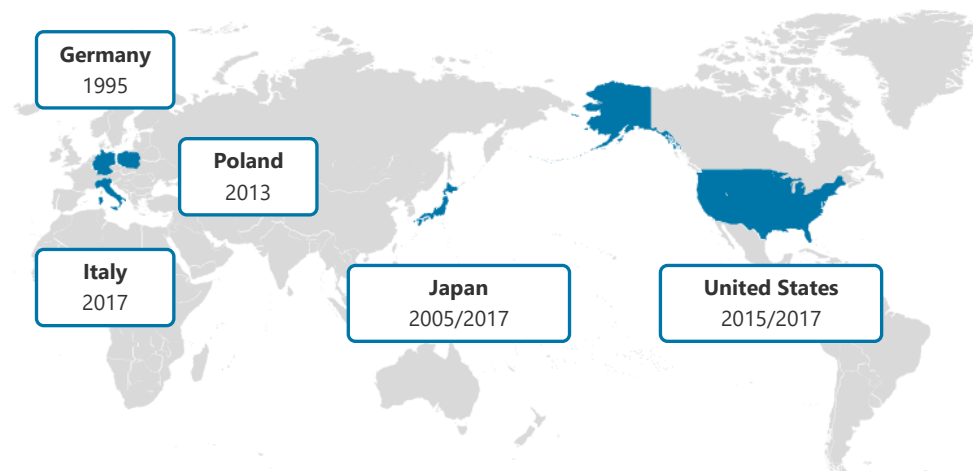 Germany
1995
Poland
2013
Italy
2017
Japan
2005/2017
United States
2015/2017